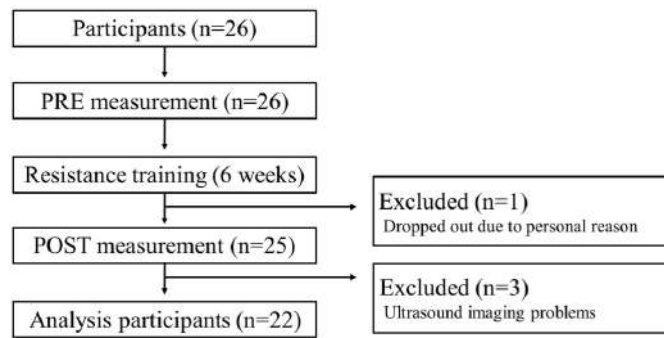 Participants (n=26)
PRE measurement (n=26)
Resistance training (6 weeks)
Excluded (n=1)
Dropped out due to personal reason
POST measurement (n=25)
Excluded (n=3)
Ultrasound imaging problems
Analysis participants (n=22)